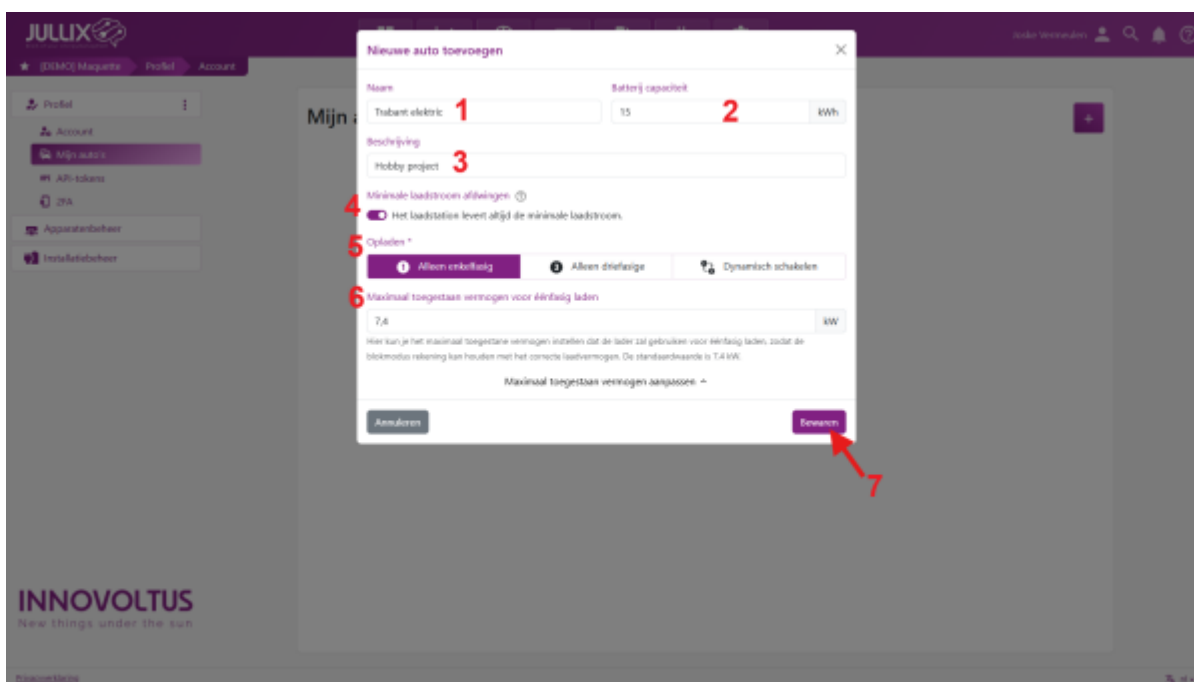 JULLIX
Joske Vermeulen
[DEMO] Maquette Profiel Account
Profiel
Account
Mijn auto's
API-tokens
2FA
Apparatenbeheer
Installatiebeheer
Mijn
Nieuwe auto toevoegen
Naam
Batterij capaciteit
Trabant elektric 1
15 2 kWh
Beschrijving
Hobby project 3
Minimale laadstroom afdwingen
4
Het laadstation levert altijd de minimale laadstroom.
5 Opladen *
1 Alleen enkelfasig
3 Alleen driefasige
Dynamisch schakelen
6 Maximaal toegestaan vermogen voor éénfasig laden
7,4 kW
Hier kun je het maximaal toegestane vermogen instellen dat de lader zal gebruiken voor éénfasig laden, zodat de
blokmodus rekening kan houden met het correcte laadvermogen. De standaardwaarde is 7.4 kW.
Maximaal toegestaan vermogen aanpassen
Annuleren
Bewaren
7
INNOVOLTUS
New things under the sun
Privacyverklaring